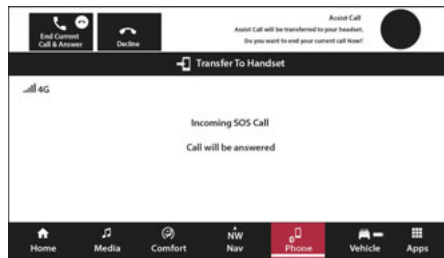 Assist Call
End Current
Call & Answer
Decline
Assist Call will be transferred to your headset.
Do you want to end your current call Now?
Transfer To Handset
4G
Incoming SOS Call
Call will be answered
Home
Media
Comfort
NW
Nav
0
Phone
Vehicle
Apps